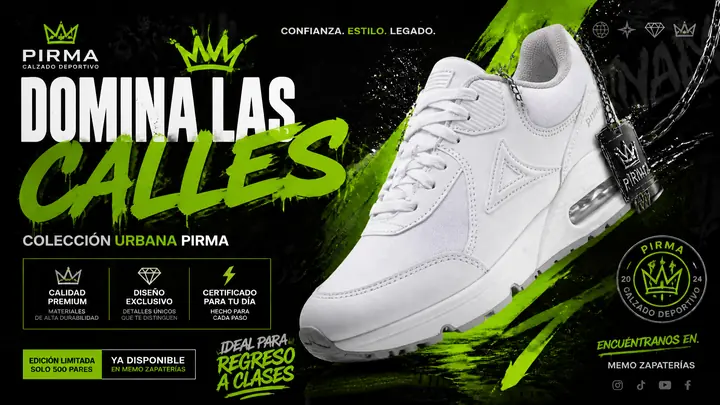 PIRMA
CALZADO DEPORTIVO
CONFIANZA. ESTILO. LEGADO.
DOMINA LAS
CALLES
COLECCIÓN URBANA PIRMA
CALIDAD
PREMIUM
MATERIALES
DE ALTA DURABILIDAD
DISEÑO
EXCLUSIVO
DETALLES ÚNICOS
QUE TE DISTINGUEN
CERTIFICADO
PARA TU DÍA
HECHO PARA
CADA PASO
EDICIÓN LIMITADA
SOLO 500 PARES
YA DISPONIBLE
EN MEMO ZAPATERÍAS
IDEAL PARA
REGRESO
A CLASES
PIRMA
PIRMA
20 24
CALZADO DEPORTIVO
ENCUÉNTRANOS EN.
MEMO ZAPATERÍAS